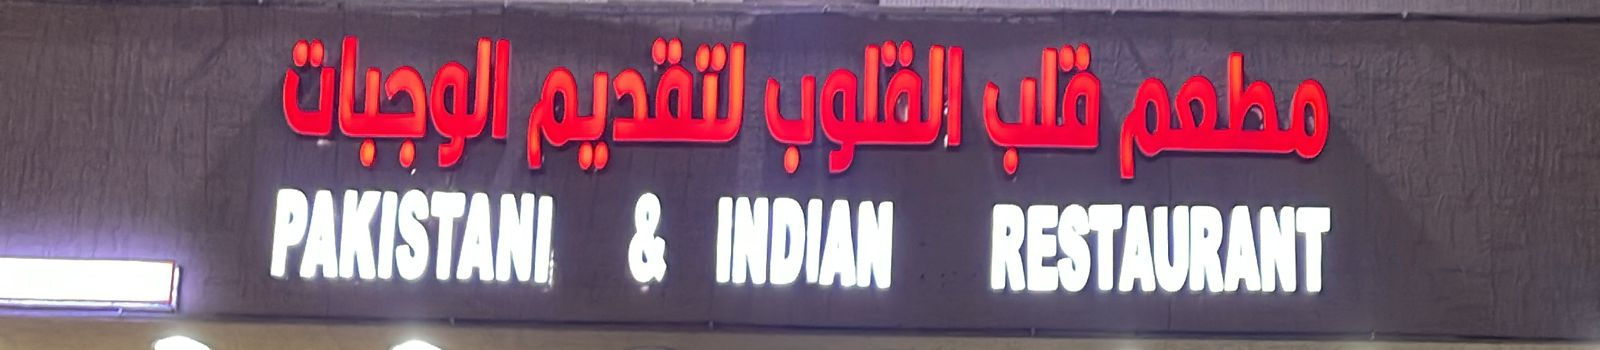 مطعم قلب القلوب لتقديم الوجبات
PAKISTANI & INDIAN RESTAURANT